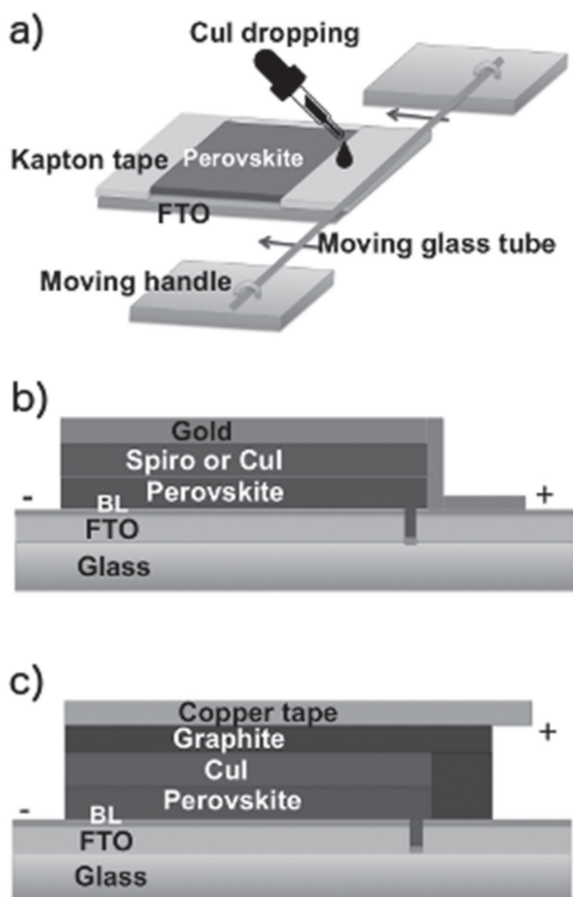 a)
CuI dropping
Kapton tape
Perovskite
FTO
Moving glass tube
Moving handle
b)
Gold
Spiro or CuI
Perovskite
- BL +
FTO
Glass
c)
Copper tape
+
Graphite
CuI
Perovskite
- BL
FTO
Glass